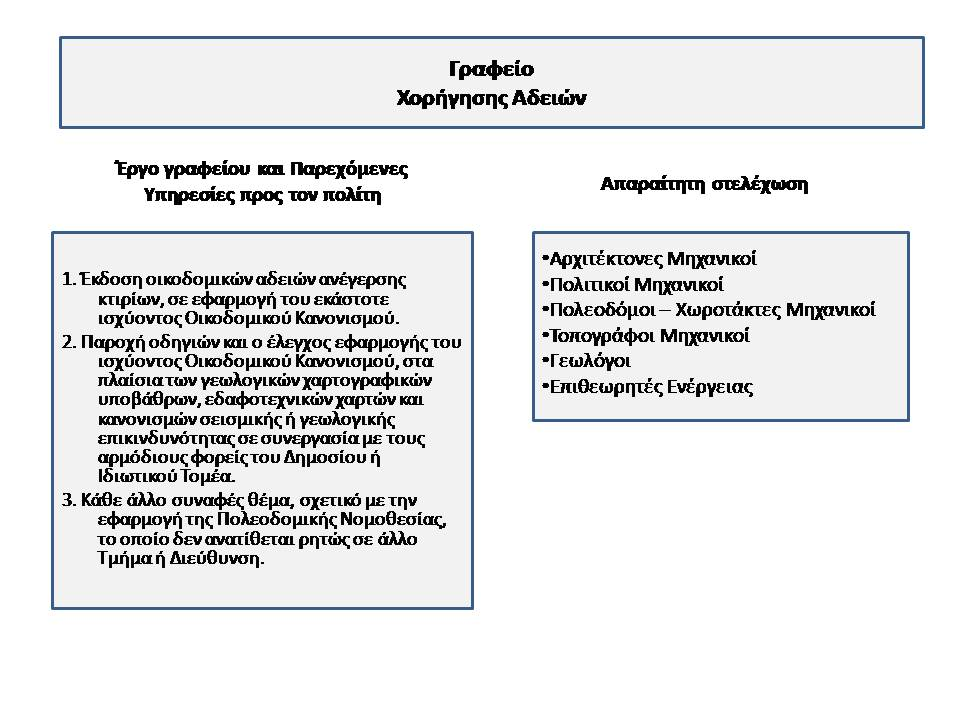 Γραφείο
Χορήγησης Αδειών
Έργο γραφείου και Παρεχόμενες
Υπηρεσίες προς τον πολίτη
1. Έκδοση οικοδομικών αδειών ανέγερσης
κτιρίων, σε εφαρμογή του εκάστοτε
ισχύοντος Οικοδομικού Κανονισμού.
2. Παροχή οδηγιών και ο έλεγχος εφαρμογής του
ισχύοντος Οικοδομικού Κανονισμού, στα
πλαίσια των γεωλογικών χαρτογραφικών
υποβάθρων, εδαφοτεχνικών χαρτών και
κανονισμών σεισμικής ή γεωλογικής
επικινδυνότητας σε συνεργασία με τους
αρμόδιους φορείς του Δημοσίου ή
Ιδιωτικού Τομέα.
3. Κάθε άλλο συναφές θέμα, σχετικό με την
εφαρμογή της Πολεοδομικής Νομοθεσίας,
το οποίο δεν ανατίθεται ρητώς σε άλλο
Τμήμα ή Διεύθυνση.
Απαραίτητη στελέχωση
•Αρχιτέκτονες Μηχανικοί
•Πολιτικοί Μηχανικοί
•Πολεοδόμοι – Χωροτάκτες Μηχανικοί
•Τοπογράφοι Μηχανικοί
•Γεωλόγοι
•Επιθεωρητές Ενέργειας